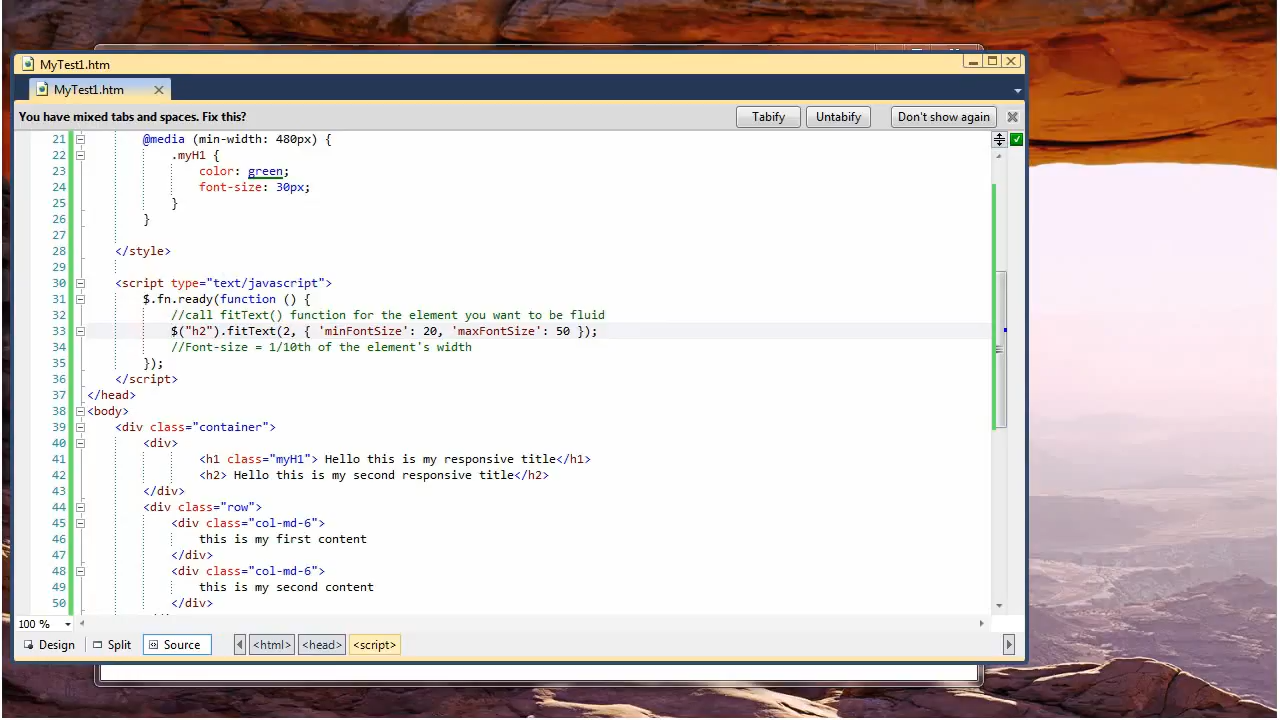 MyTest1.htm
MyTest1.htm
You have mixed tabs and spaces. Fix this?
Tabify
Untabify
Don't show again
21 @media (min-width: 480px) {
22 .myH1 {
23 color: green;
24 font-size: 30px;
25 }
26 }
27
28 </style>
29
30 <script type="text/javascript">
31 $.fn.ready(function () {
32 //call fitText() function for the element you want to be fluid
33 $("h2").fitText(2, { 'minFontSize': 20, 'maxFontSize': 50 });
34 //Font-size = 1/10th of the element's width
35 });
36 </script>
37 </head>
38 <body>
39 <div class="container">
40 <div>
41 <h1 class="myH1"> Hello this is my responsive title</h1>
42 <h2> Hello this is my second responsive title</h2>
43 </div>
44 <div class="row">
45 <div class="col-md-6">
46 this is my first content
47 </div>
48 <div class="col-md-6">
49 this is my second content
50 </div>
100 %
Design
Split
Source
<html>
<head>
<script>